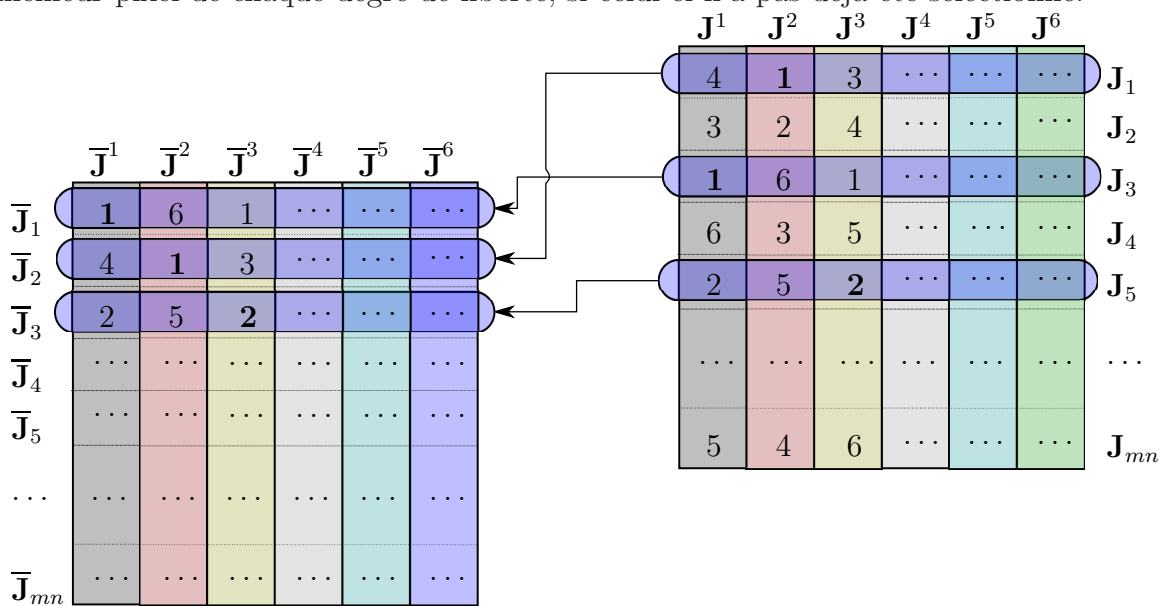 meilleur pixel de chaque degré de liberté, si celui-ci n'a pas déjà été sélectionné.
J̅¹ J̅² J̅³ J̅⁴ J̅⁵ J̅⁶
J̅₁ 1 6 1 ··· ··· ···
J̅₂ 4 1 3 ··· ··· ···
J̅₃ 2 5 2 ··· ··· ···
J̅₄ ··· ··· ··· ··· ··· ···
J̅₅ ··· ··· ··· ··· ··· ···
··· ··· ··· ··· ··· ··· ···
J̅ₘₙ ··· ··· ··· ··· ··· ···
J¹ J² J³ J⁴ J⁵ J⁶
4 1 3 ··· ··· ··· J₁
3 2 4 ··· ··· ··· J₂
1 6 1 ··· ··· ··· J₃
6 3 5 ··· ··· ··· J₄
2 5 2 ··· ··· ··· J₅
··· ··· ··· ··· ··· ··· ···
5 4 6 ··· ··· ··· Jₘₙ